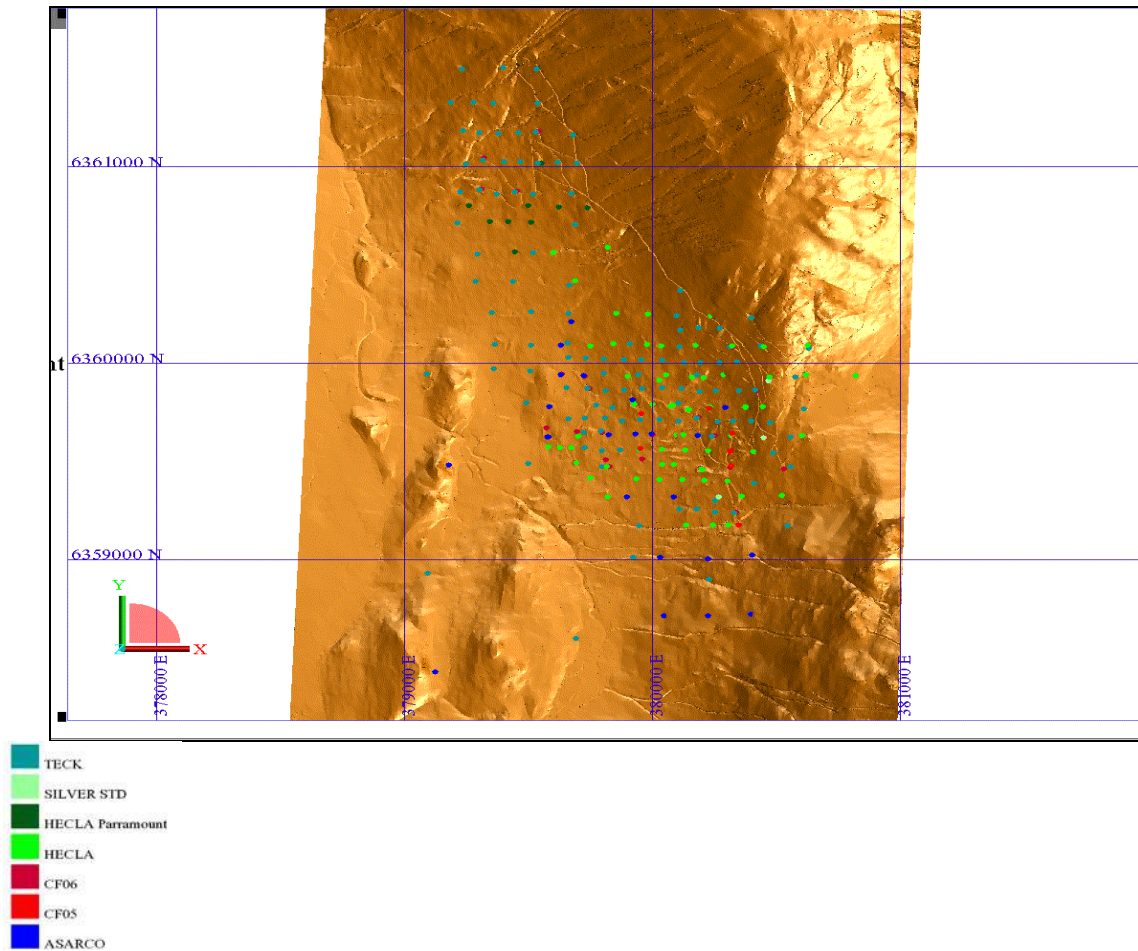 6361000 N
6360000 N
nt
6359000 N
Y
Z
X
378000 E
379000 E
380000 E
381000 E
TECK
SILVER STD
HECLA Parramount
HECLA
CF06
CF05
ASARCO